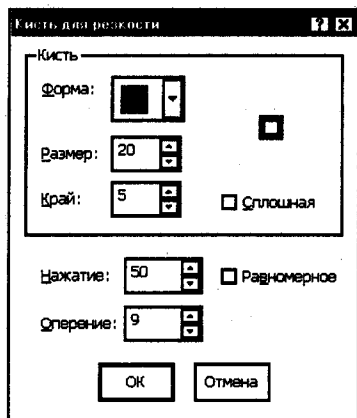 Кисть для резкости
Кисть
Форма:
Размер: 20
Край: 5
Сплошная
Нажатие: 50
Равномерное
Оперение: 9
ОК Отмена